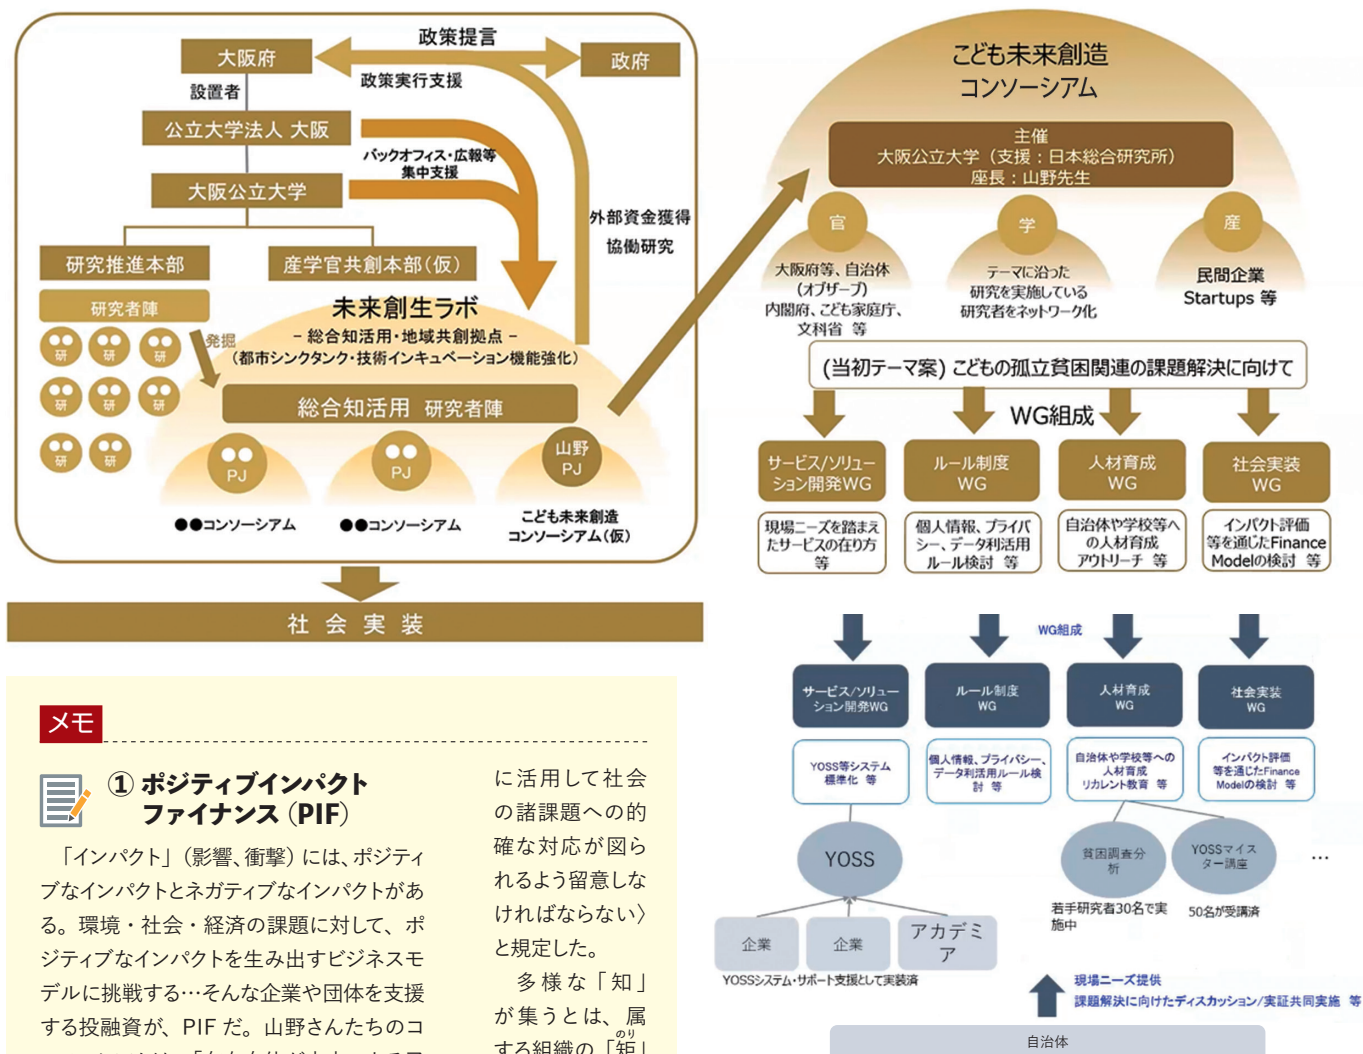 政策提言
大阪府
政府
政策実行支援
設置者
公立大学法人 大阪
バックオフィス・広報等
集中支援
大阪公立大学
外部資金獲得
協働研究
研究推進本部
産学官共創本部(仮)
研究者陣
未来創生ラボ
発掘
– 総合知活用・地域共創拠点 –
(都市シンクタンク・技術インキュベーション機能強化)
研
研
研
研
研
研
研
研
総合知活用 研究者陣
●●
PJ
●●
PJ
山野
PJ
●●コンソーシアム
●●コンソーシアム
こども未来創造
コンソーシアム(仮)
社会実装
こども未来創造
コンソーシアム
主催
大阪公立大学（支援：日本総合研究所）
座長：山野先生
官
学
産
大阪府等、自治体
(オブザーブ)
内閣府、こども家庭庁、
文科省 等
テーマに沿った
研究を実施している
研究者をネットワーク化
民間企業
Startups 等
(当初テーマ案) こどもの孤立貧困関連の課題解決に向けて
WG組成
サービス/ソリュー
ション開発WG
ルール制度
WG
人材育成
WG
社会実装
WG
現場ニーズを踏まえ
たサービスの在り方
等
個人情報、プライバ
シー、データ利活用
ルール検討 等
自治体や学校等へ
の人材育成
アウトリーチ 等
インパクト評価
等を通じたFinance
Modelの検討 等
WG組成
サービス/ソリュー
ション開発WG
ルール制度
WG
人材育成
WG
社会実装
WG
YOSS等システム
標準化 等
個人情報、プライバシー、
データ利活用ルール検
討 等
自治体や学校等への
人材育成
リカレント教育 等
インパクト評価
等を通じたFinance
Modelの検討 等
YOSS
貧困調査分
析
YOSSマイス
ター講座
…
若手研究者30名で実
施中
50名が受講済
企業
企業
アカデミ
ア
YOSSシステム・サポート支援として実装済
現場ニーズ提供
課題解決に向けたディスカッション/実証共同実施 等
自治体
メモ
① ポジティブインパクト
ファイナンス（PIF）
「インパクト」（影響、衝撃）には、ポジティ
ブなインパクトとネガティブなインパクトがあ
る。環境・社会・経済の課題に対して、ポ
ジティブなインパクトを生み出すビジネスモ
デルに挑戦する…そんな企業や団体を支援
する投融資が、PIF だ。山野さんたちのコ
に活用して社会
の諸課題への的
確な対応が図ら
れるよう留意しな
ければならない〉
と規定した。
多様な「知」
が集うとは、属
する組織の「矩」
のり